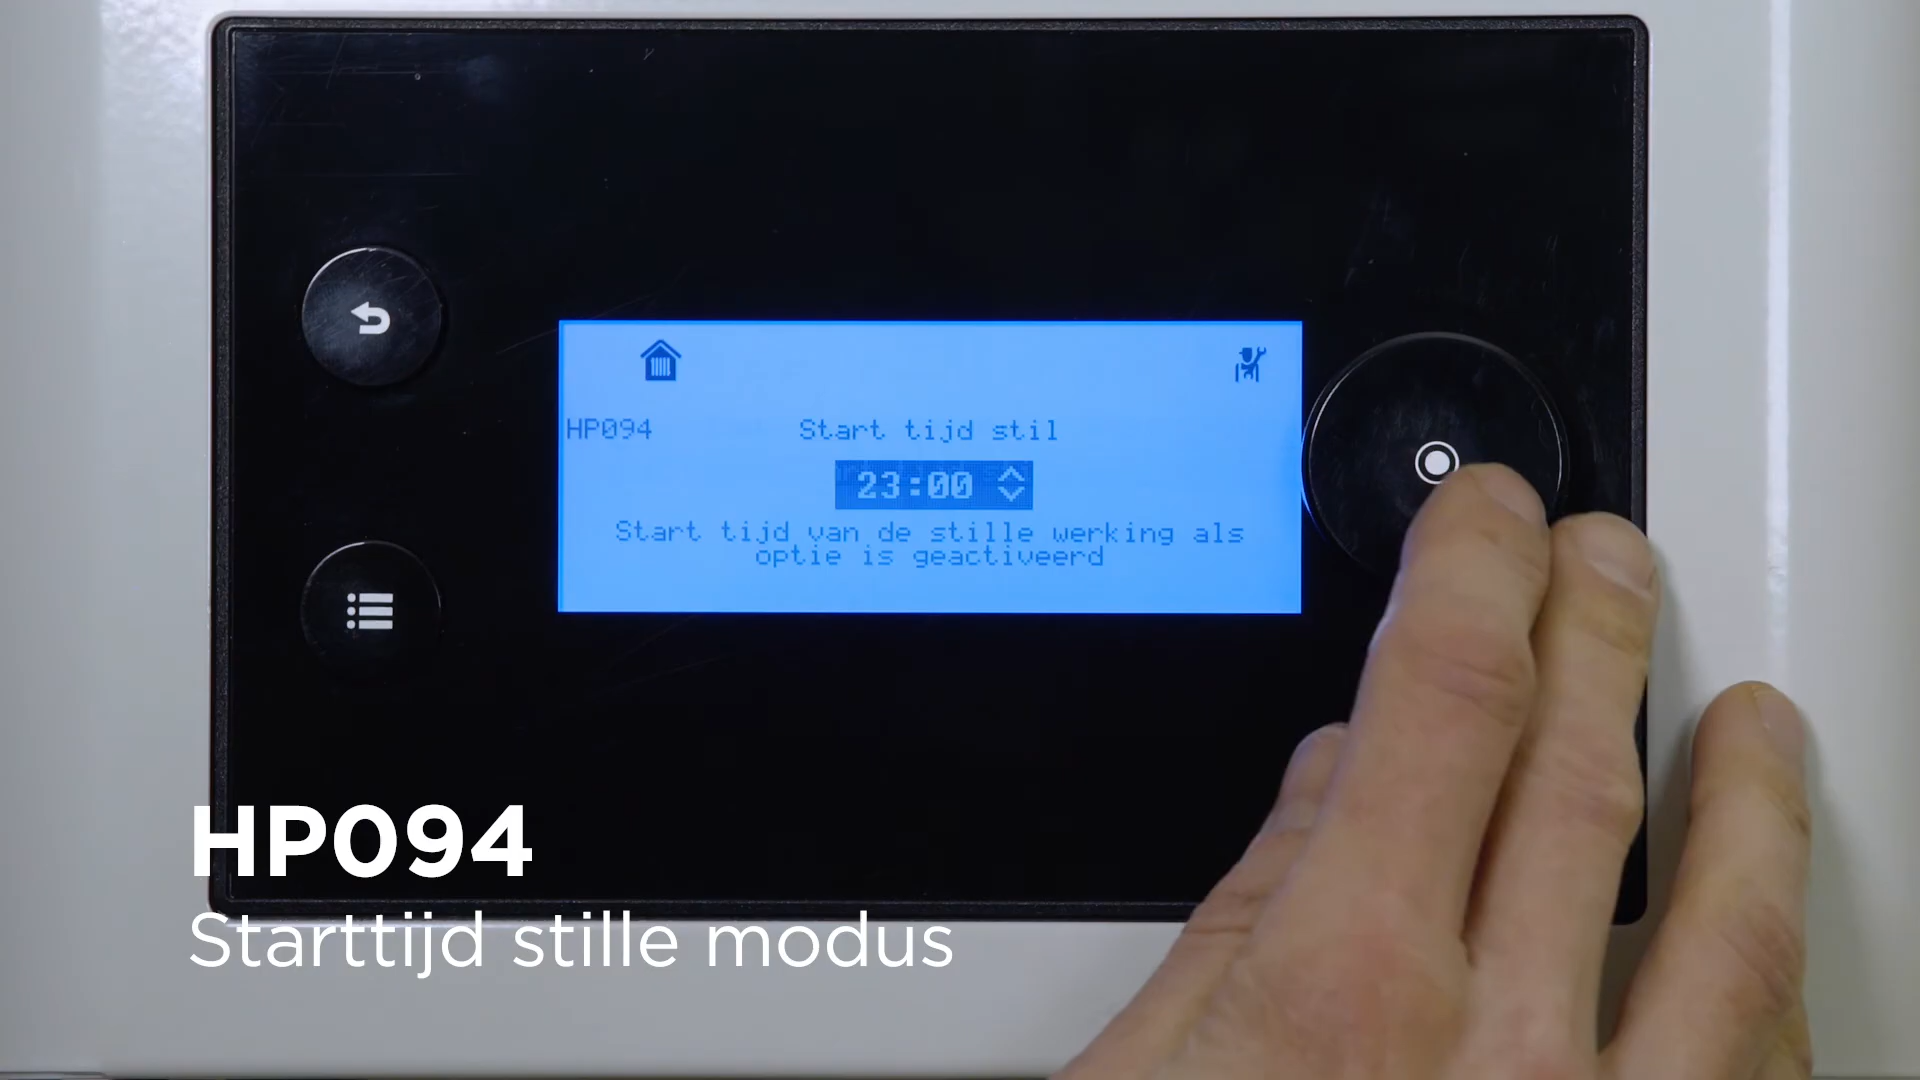 HP094
Start tijd stil
23:00
Start tijd van de stille werking als
optie is geactiveerd
HP094
Starttijd stille modus